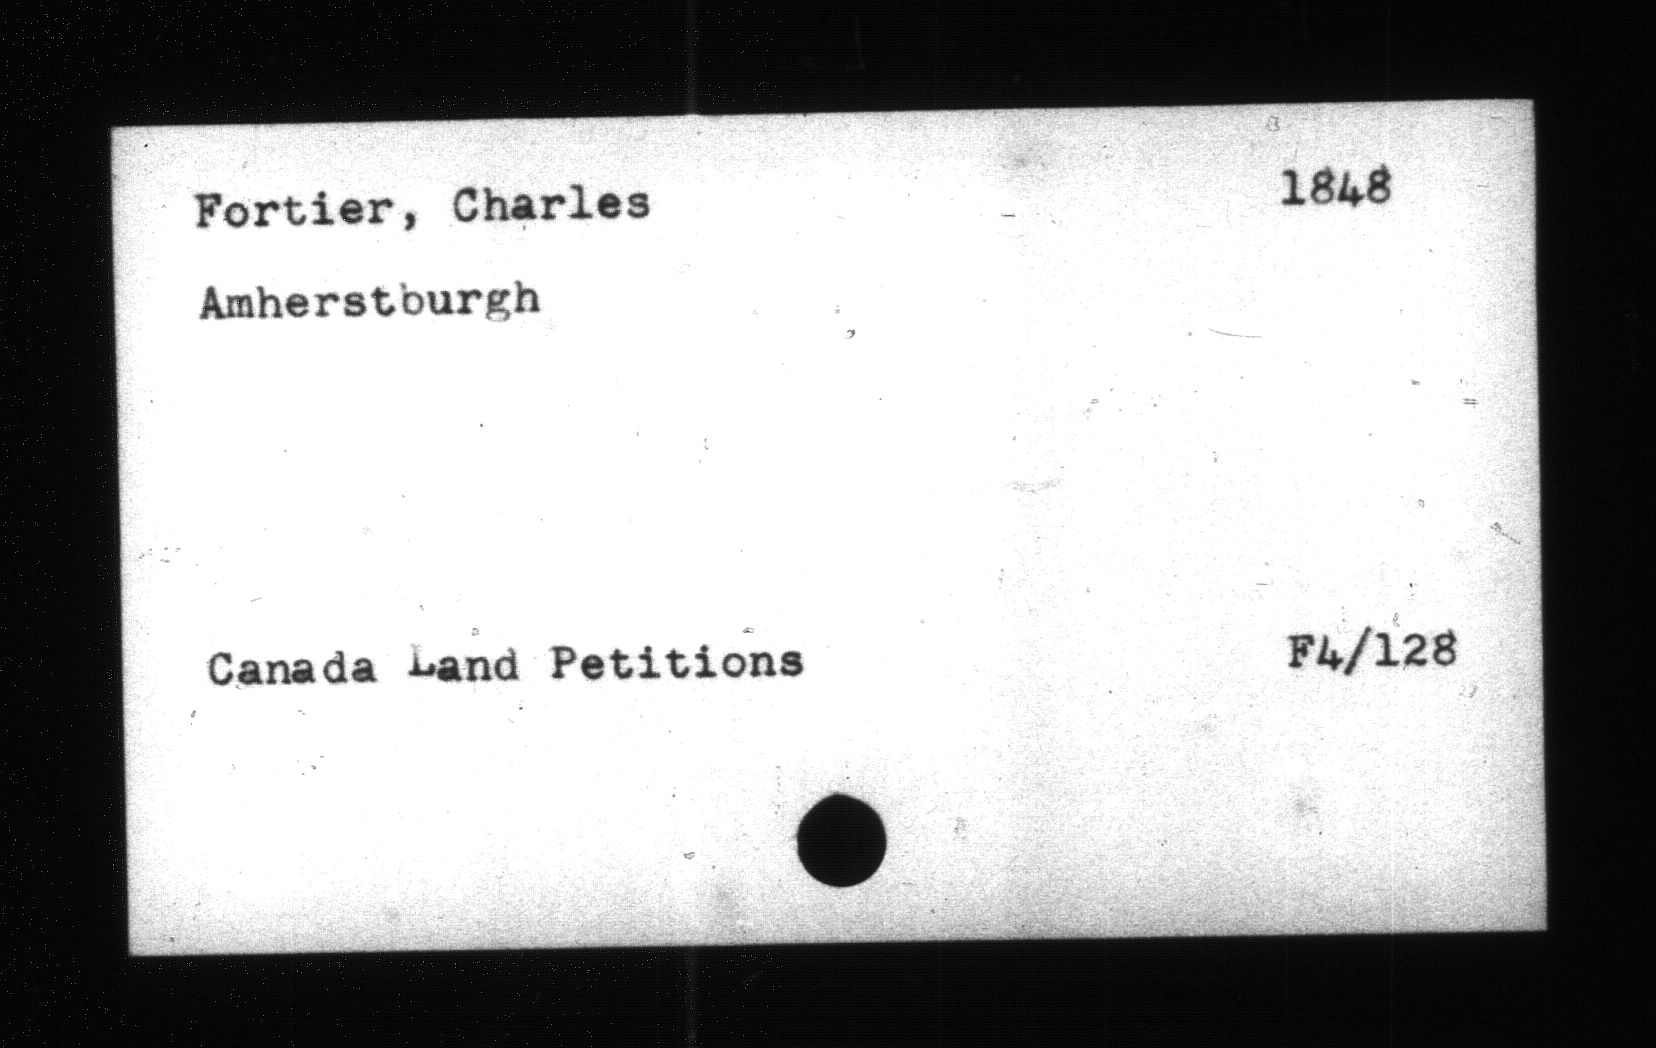 Fortier, Charles 1848
Amherstburgh
Canada Land Petitions F4/128